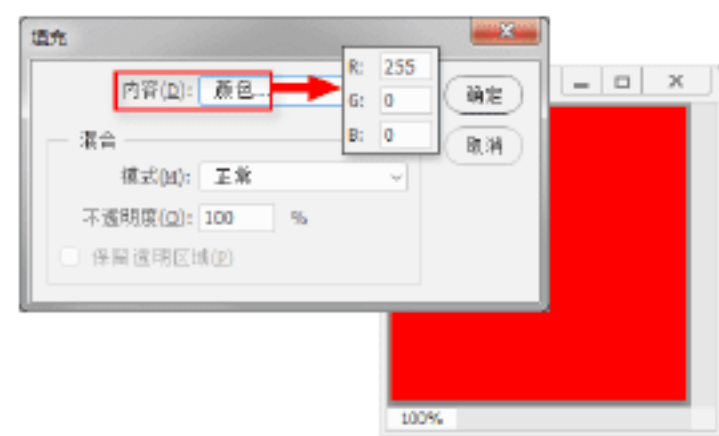 填充
内容(D): 颜色...
R: 255
G: 0
B: 0
确定
取消
混合
模式(M): 正常
不透明度(O): 100 %
保留透明区域(P)
100%